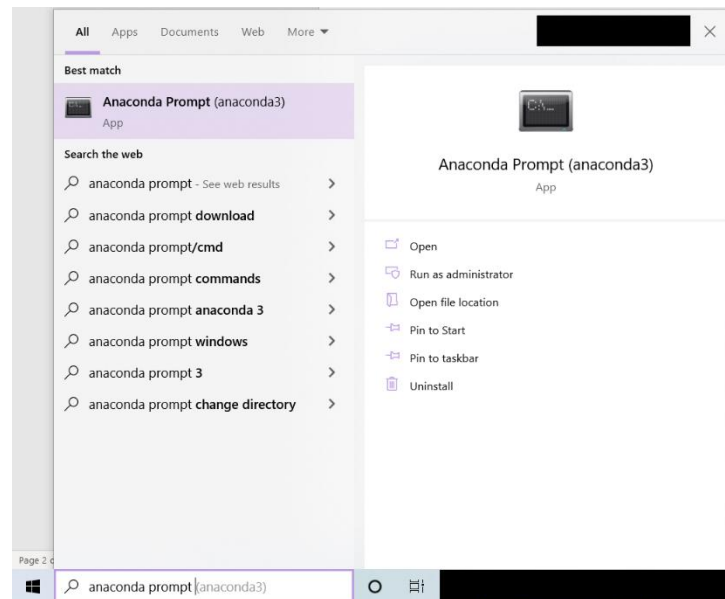 All Apps Documents Web More
Best match
Anaconda Prompt (anaconda3)
App
Search the web
anaconda prompt - See web results
anaconda prompt download
anaconda prompt/cmd
anaconda prompt commands
anaconda prompt anaconda 3
anaconda prompt windows
anaconda prompt 3
anaconda prompt change directory
C:\_
Anaconda Prompt (anaconda3)
App
Open
Run as administrator
Open file location
Pin to Start
Pin to taskbar
Uninstall
Page 2
anaconda prompt (anaconda3)